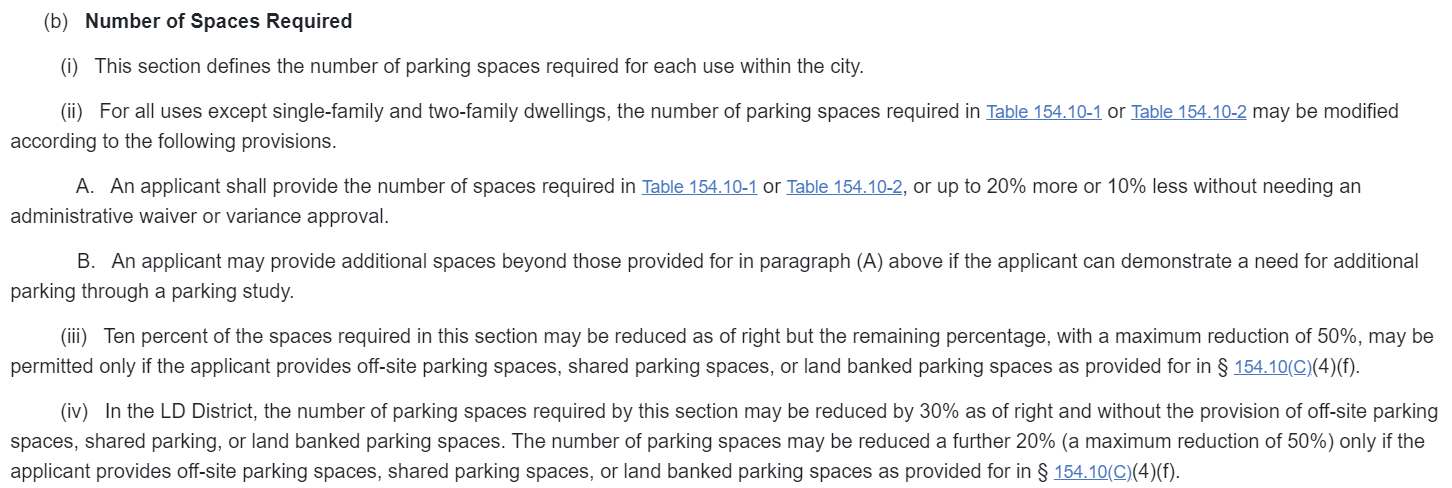 (b) Number of Spaces Required
(i) This section defines the number of parking spaces required for each use within the city.
(ii) For all uses except single-family and two-family dwellings, the number of parking spaces required in Table 154.10-1 or Table 154.10-2 may be modified
according to the following provisions.
A. An applicant shall provide the number of spaces required in Table 154.10-1 or Table 154.10-2, or up to 20% more or 10% less without needing an
administrative waiver or variance approval.
B. An applicant may provide additional spaces beyond those provided for in paragraph (A) above if the applicant can demonstrate a need for additional
parking through a parking study.
(iii) Ten percent of the spaces required in this section may be reduced as of right but the remaining percentage, with a maximum reduction of 50%, may be
permitted only if the applicant provides off-site parking spaces, shared parking spaces, or land banked parking spaces as provided for in § 154.10(C)(4)(f).
(iv) In the LD District, the number of parking spaces required by this section may be reduced by 30% as of right and without the provision of off-site parking
spaces, shared parking, or land banked parking spaces. The number of parking spaces may be reduced a further 20% (a maximum reduction of 50%) only if the
applicant provides off-site parking spaces, shared parking spaces, or land banked parking spaces as provided for in § 154.10(C)(4)(f).